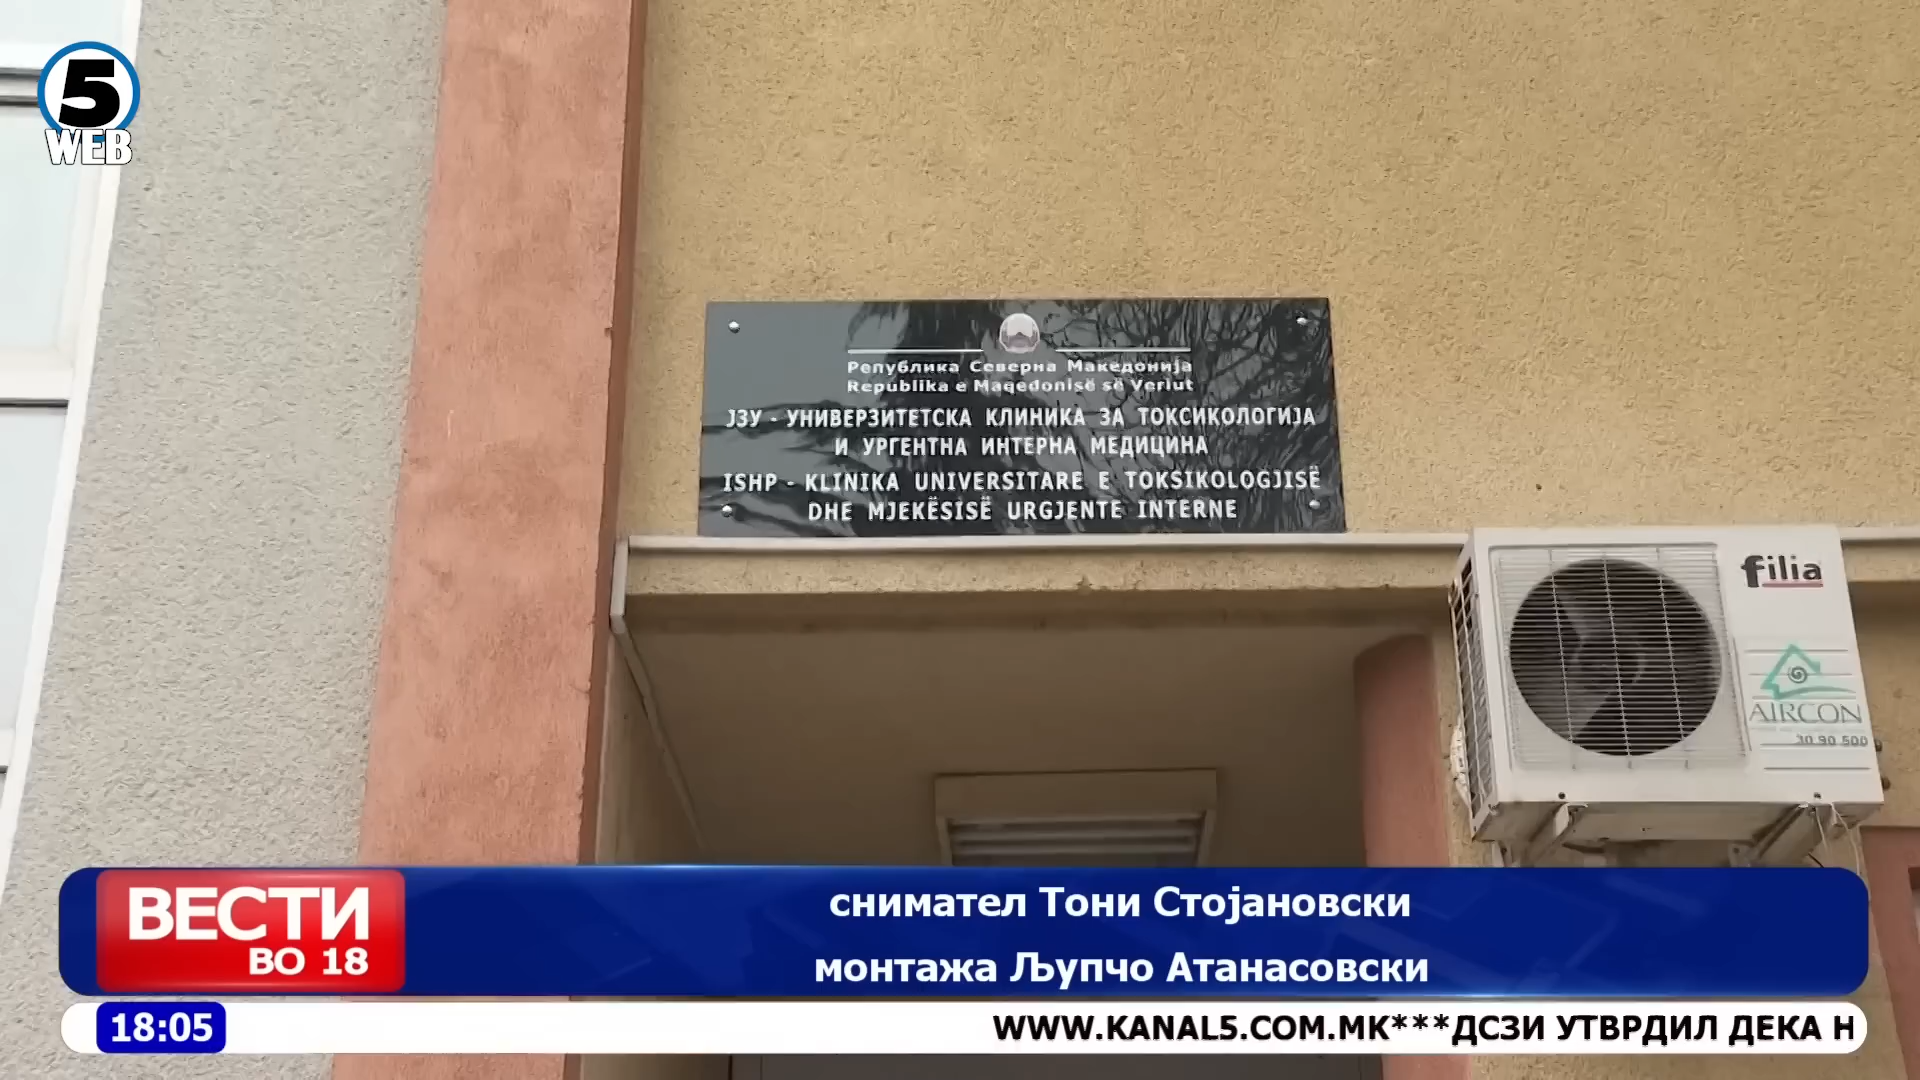 5
WEB
Република Северна Македонија
Republika e Maqedonisë së Veriut
ЈЗУ - УНИВЕРЗИТЕТСКА КЛИНИКА ЗА ТОКСИКОЛОГИЈА
И УРГЕНТНА ИНТЕРНА МЕДИЦИНА
ISHP - KLINIKA UNIVERSITARE E TOKSIKOLOGJISË
DHE MJEKËSISË URGJENTE INTERNE
filia
AIRCON
30 90 500
ВЕСТИ
ВО 18
снимател Тони Стојановски
монтажа Љупчо Атанасовски
18:05
WWW.KANAL5.COM.MK***ДСЗИ УТВРДИЛ ДЕКА Н